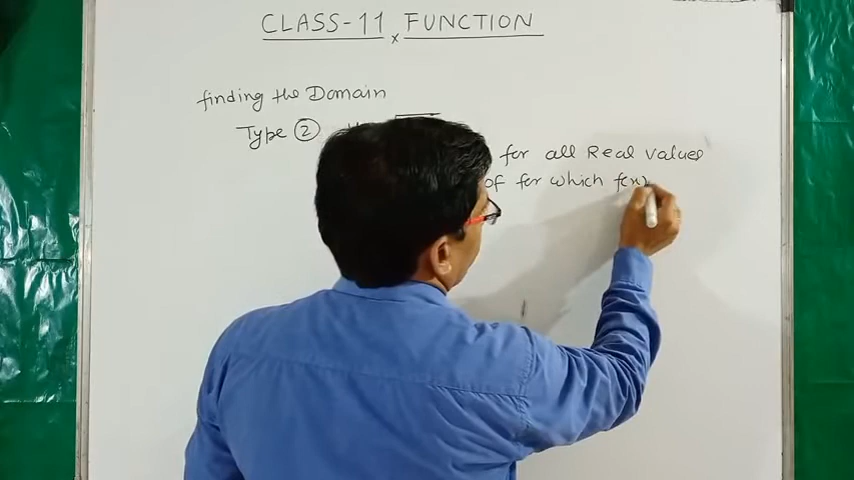 CLASS-11 FUNCTION
finding the Domain
Type ②
for all Real values
of for which f(x)